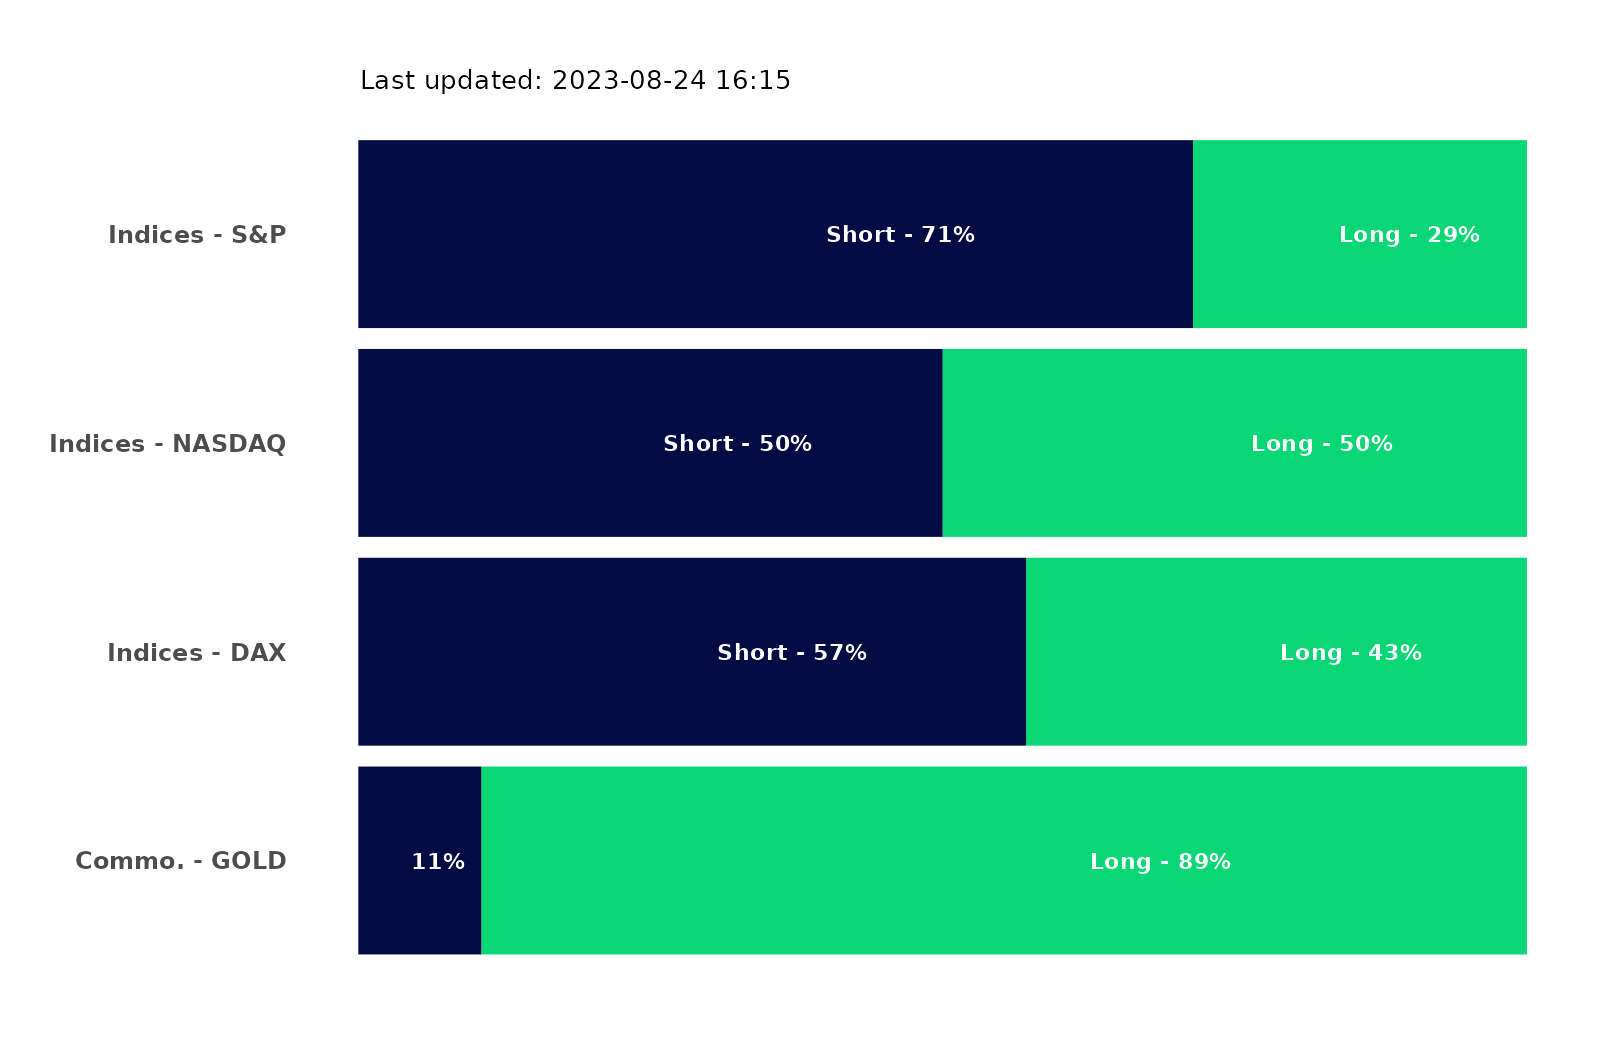 Last updated: 2023-08-24 16:15
Indices - S&P
Short - 71%
Long - 29%
Indices - NASDAQ
Short - 50%
Long - 50%
Indices - DAX
Short - 57%
Long - 43%
Commo. - GOLD
11%
Long - 89%